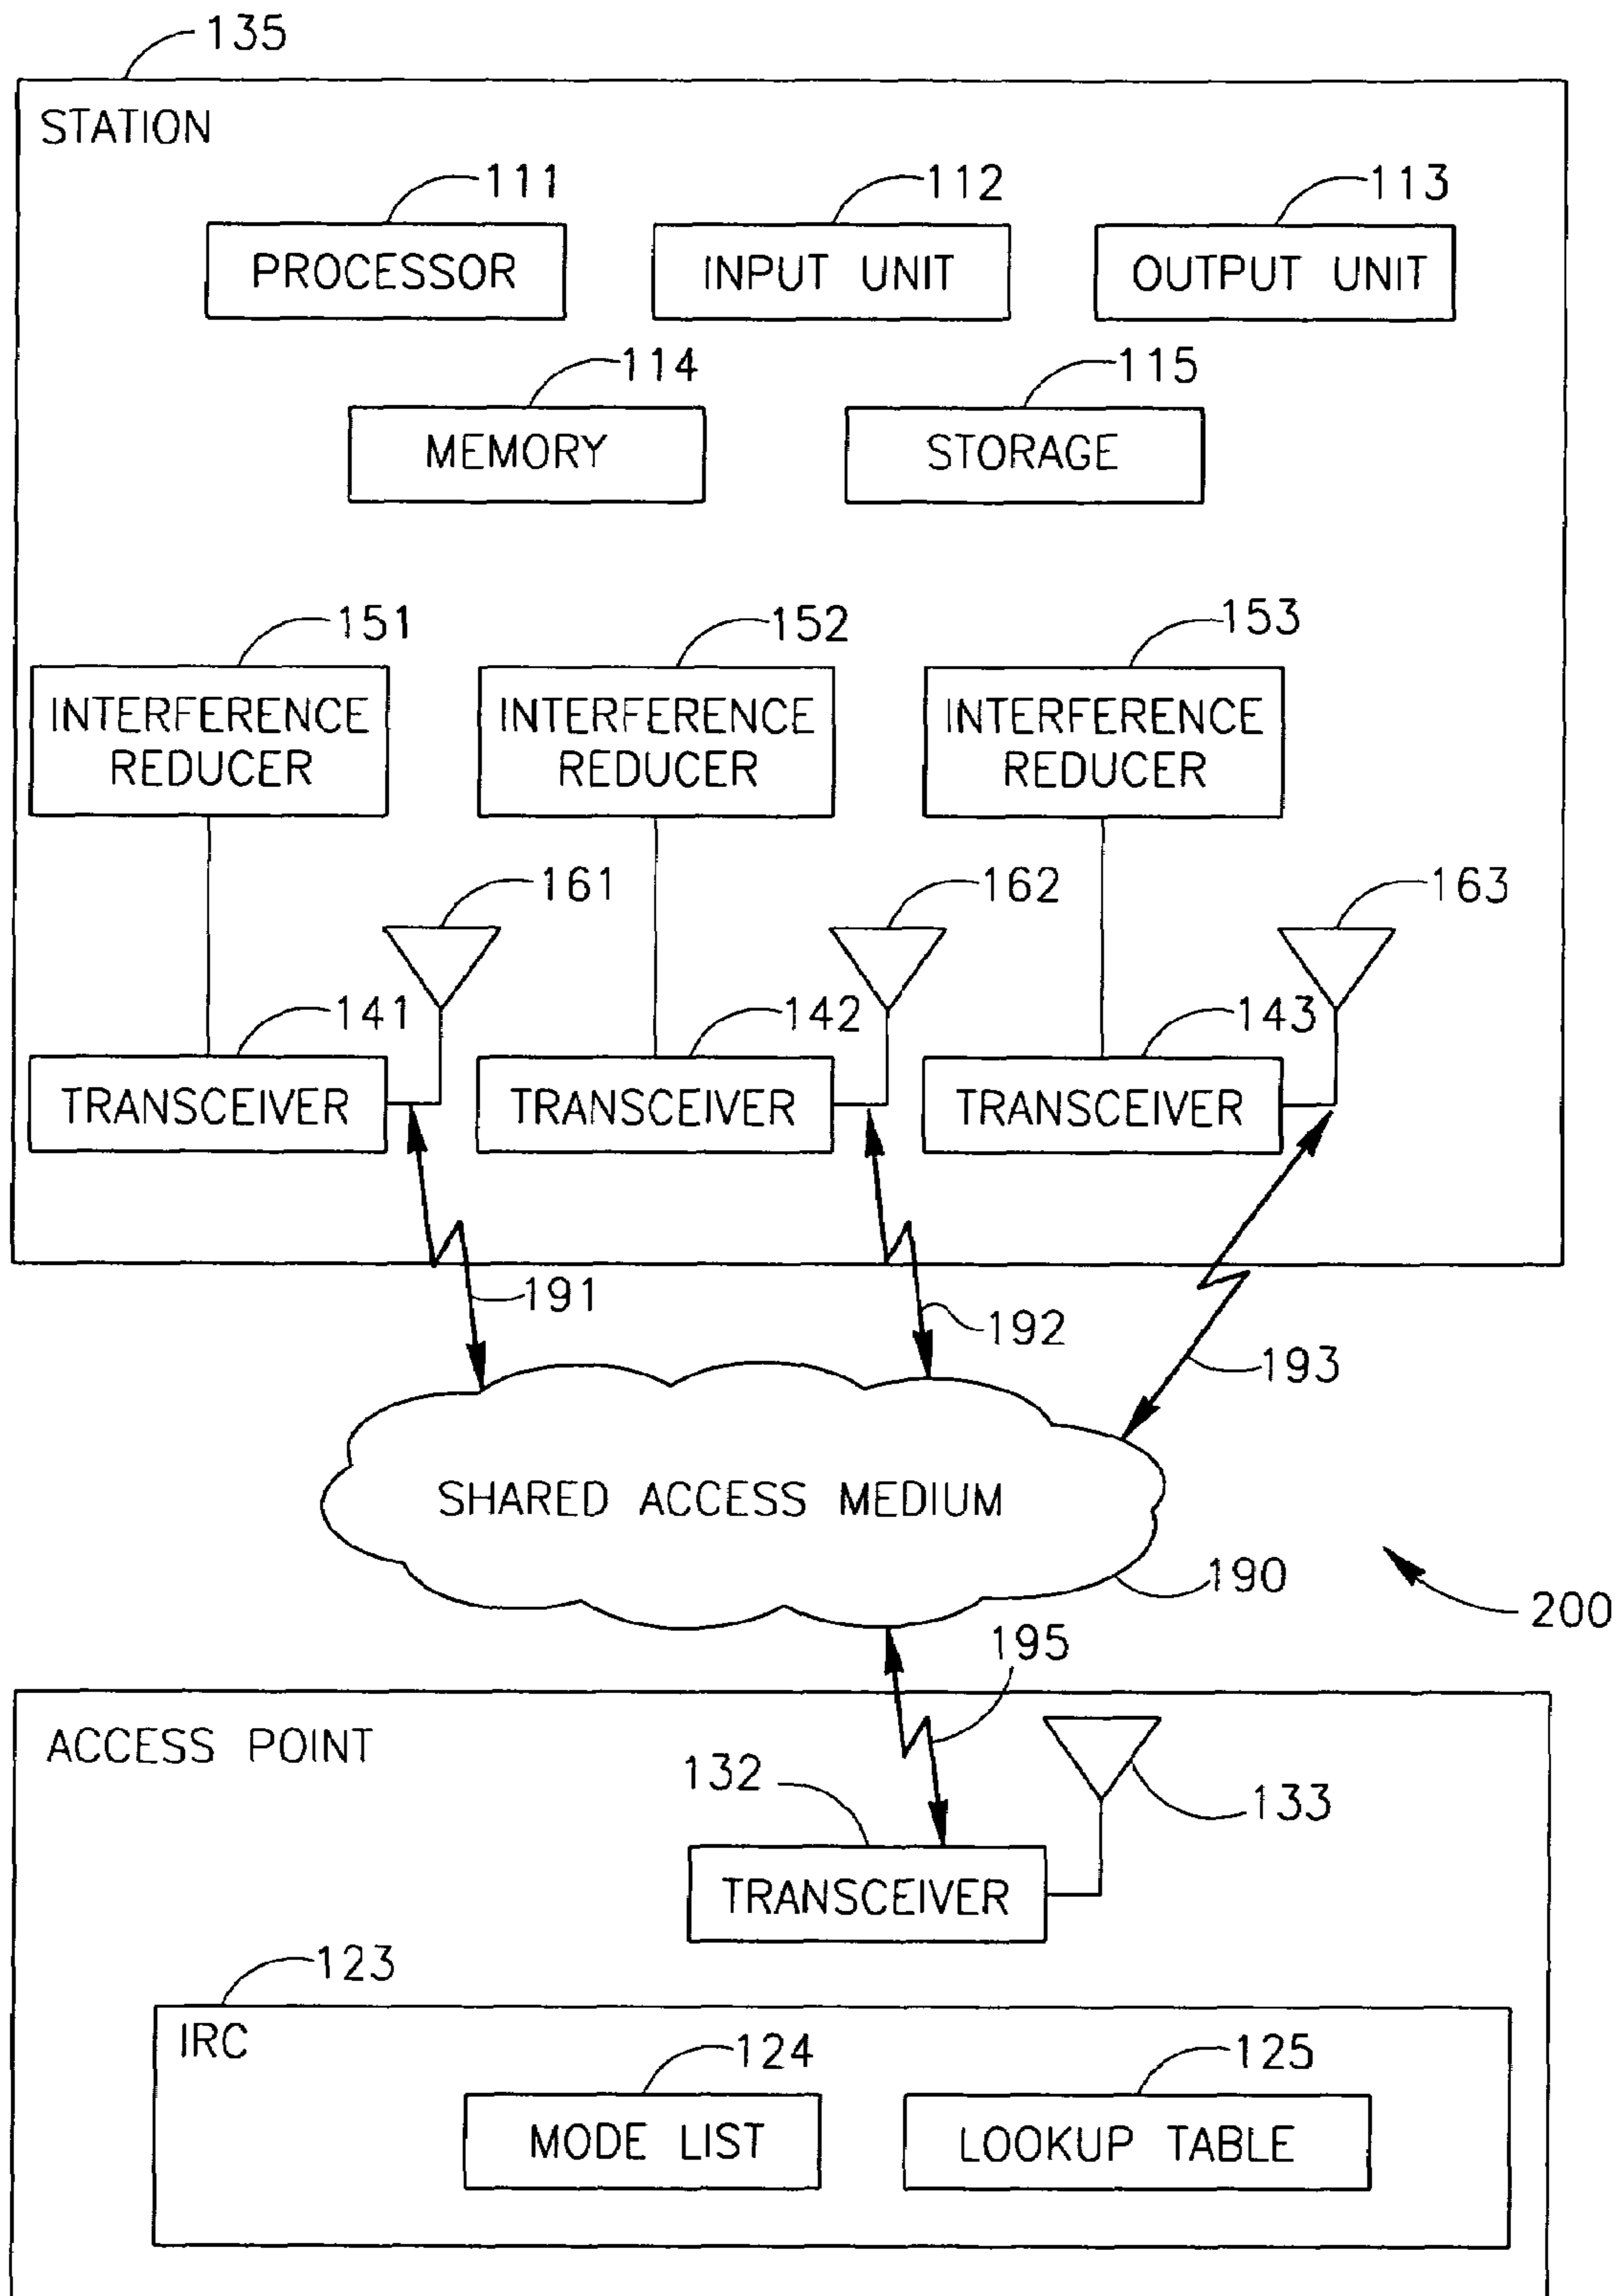 135
STATION
111
112
113
PROCESSOR
INPUT UNIT
OUTPUT UNIT
114
115
MEMORY
STORAGE
151
152
153
INTERFERENCE
REDUCER
INTERFERENCE
REDUCER
INTERFERENCE
REDUCER
161
162
163
141
142
143
TRANSCEIVER
TRANSCEIVER
TRANSCEIVER
191
192
193
SHARED ACCESS MEDIUM
190
200
195
ACCESS POINT
132
133
TRANSCEIVER
123
IRC
124
125
MODE LIST
LOOKUP TABLE